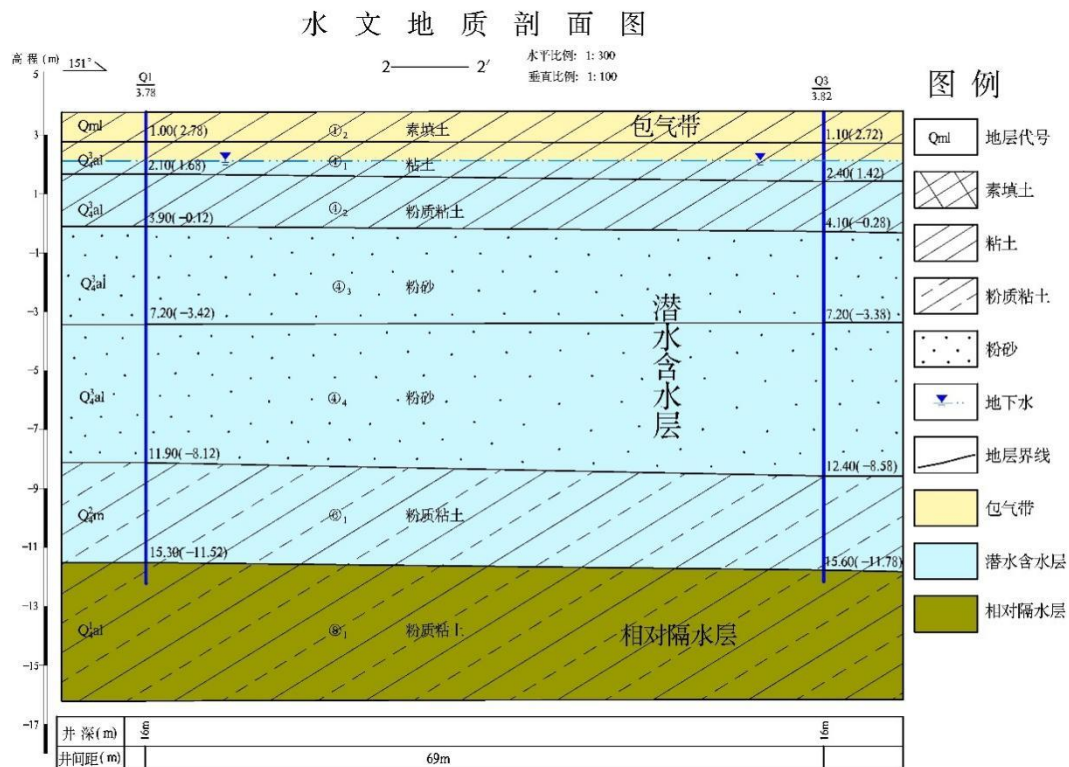 水文地质剖面图
高程(m)
151°
2 2′
水平比例: 1: 300
垂直比例: 1: 100
Q1
3.78
Q3
3.82
5
3
1
-1
-3
-5
-7
-9
-11
-13
-15
-17
Qml
1.00(2.78)
①₂
素填土
包气带
1.10(2.72)
Q₄³al
2.10(1.68)
④₁
粘土
2.40(1.42)
Q₄³al
3.90(-0.12)
④₂
粉质粘土
4.10(-0.28)
Q₄³al
7.20(-3.42)
④₃
粉砂
7.20(-3.38)
潜水含水层
Q₄³al
11.90(-8.12)
④₄
粉砂
12.40(-8.58)
Q₄²m
15.30(-11.52)
⑥₁
粉质粘土
15.60(-11.78)
Q₄¹al
⑧₁
粉质粘土
相对隔水层
井深(m)
16m
16m
井间距(m)
69m
图例
Qml
地层代号
素填土
粘土
粉质粘土
粉砂
地下水
地层界线
包气带
潜水含水层
相对隔水层